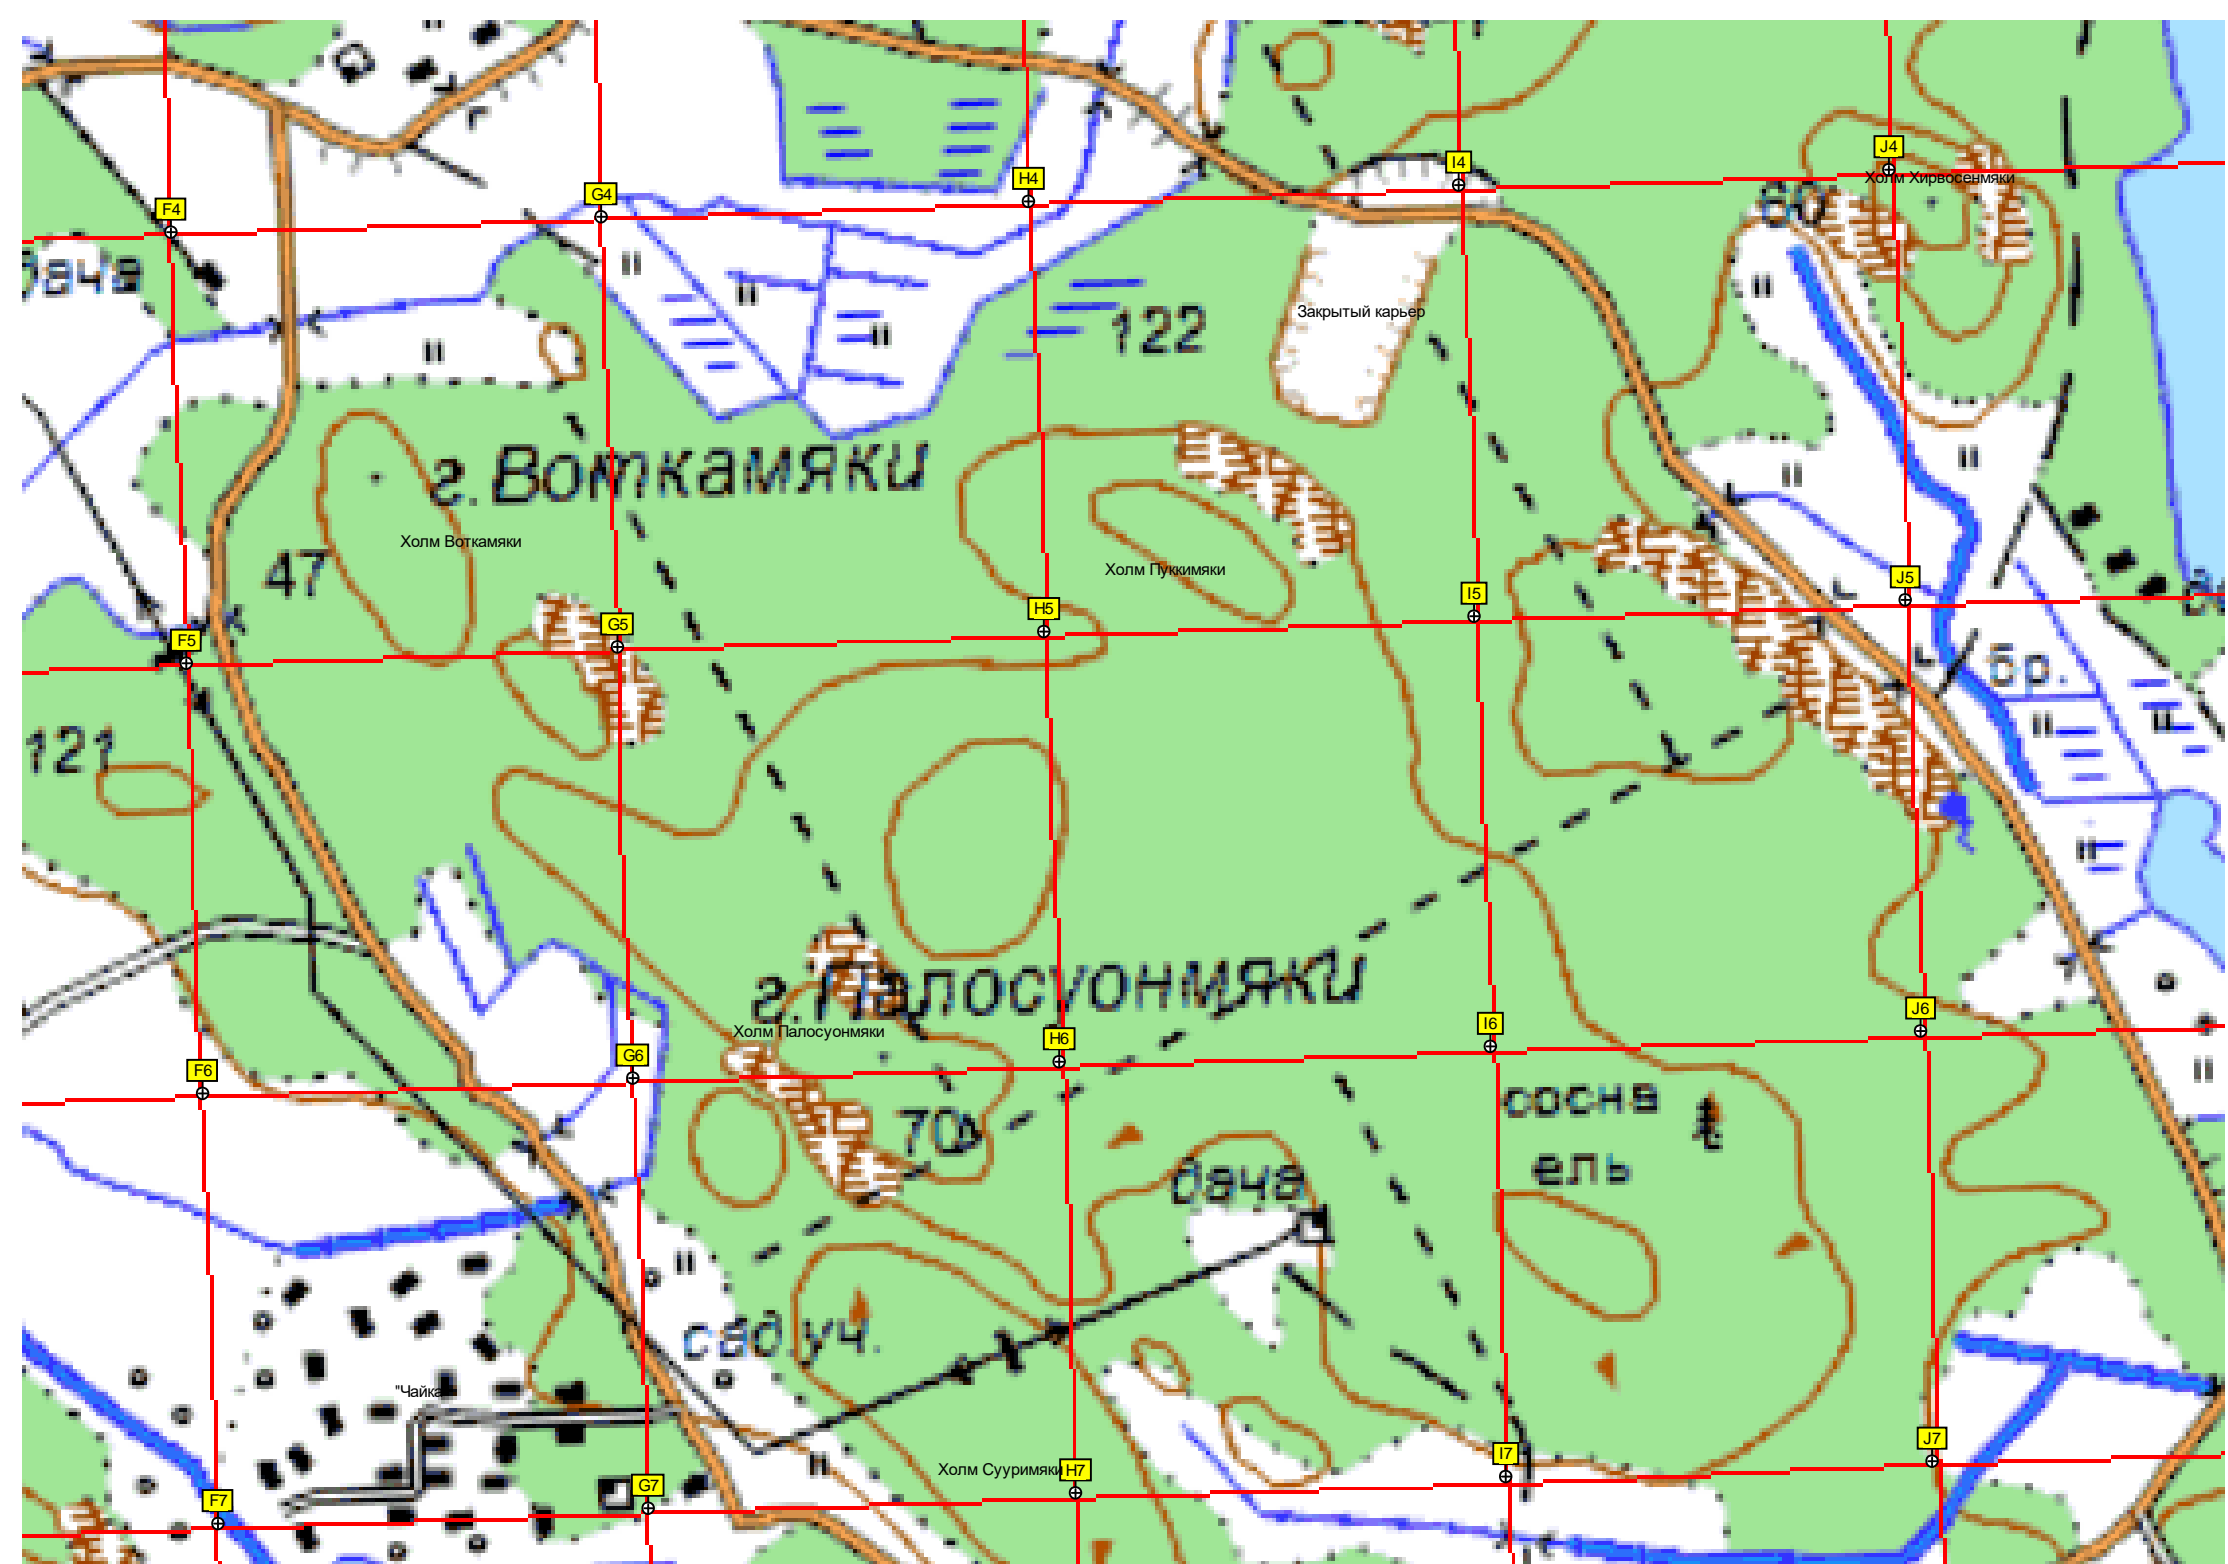 J4
I4
Холм Хирвосенмяки
H4
G4
60
F4
дача
Закрытый карьер
122
г. Воткамяки
Холм Воткамяки
47
Холм Пуккимяки
J5
I5
H5
G5
F5
бр.
121
г. Палосуонмяки
Холм Палосуонмяки
J6
I6
H6
G6
F6
сосна
ель
70
дача
сад. уч.
"Чайка"
J7
I7
Холм Сууримяки
H7
G7
F7